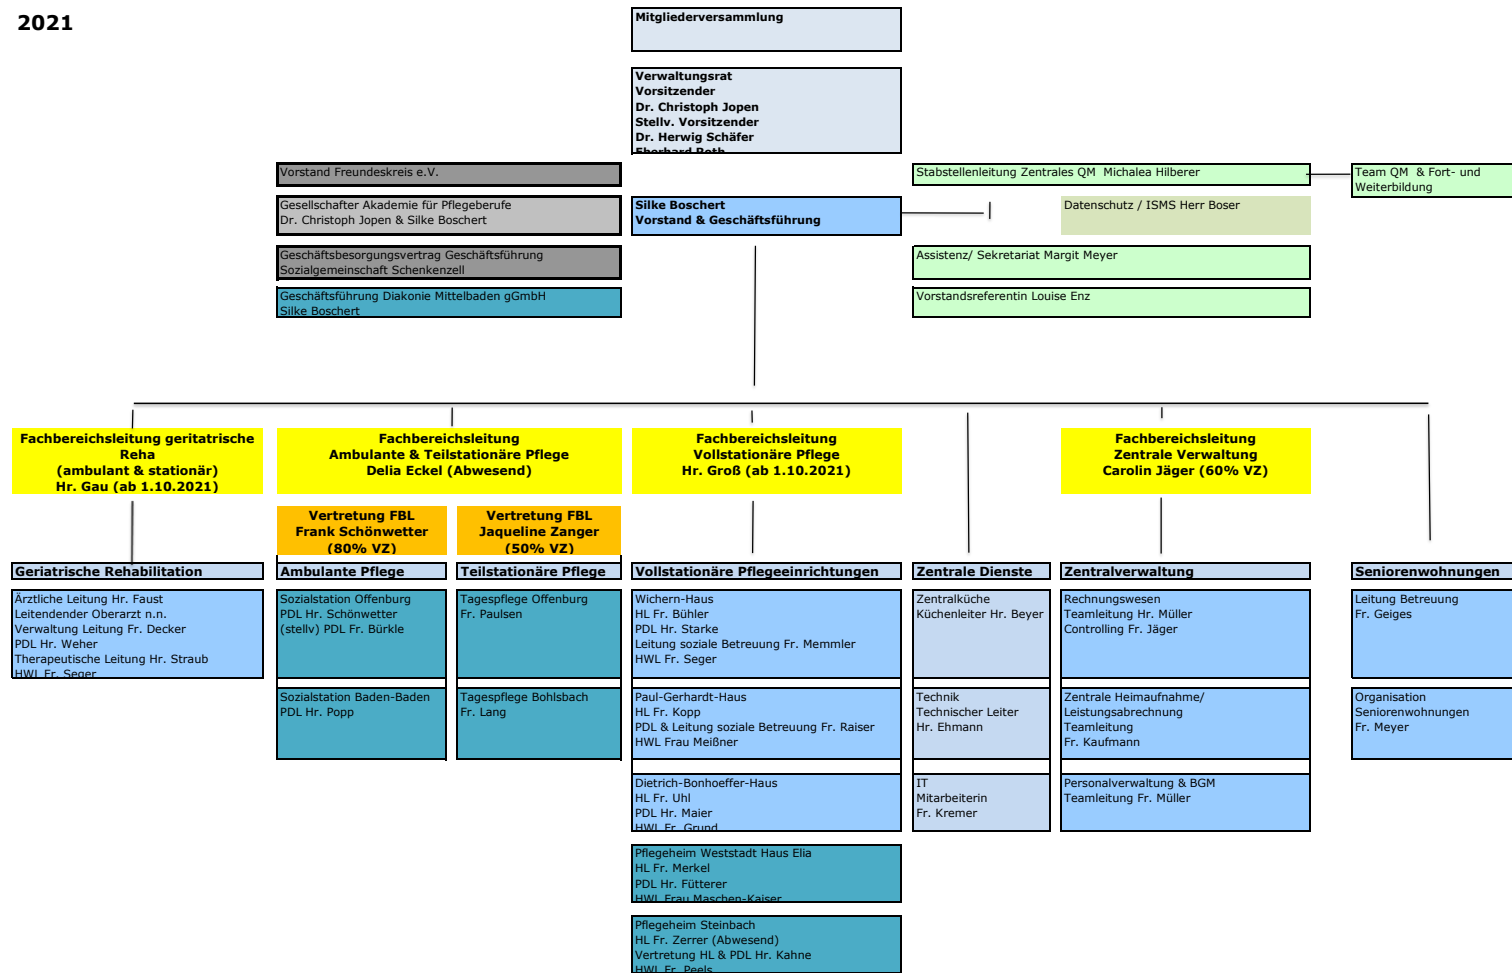 2021
Mitgliederversammlung
Verwaltungsrat
Vorsitzender
Dr. Christoph Jopen
Stellv. Vorsitzender
Dr. Herwig Schäfer
Eberhard Roth
Vorstand Freundeskreis e.V.
Gesellschafter Akademie für Pflegeberufe
Dr. Christoph Jopen & Silke Boschert
Geschäftsbesorgungsvertrag Geschäftsführung
Sozialgemeinschaft Schenkenzell
Geschäftsführung Diakonie Mittelbaden gGmbH
Silke Boschert
Silke Boschert
Vorstand & Geschäftsführung
Stabstellenleitung Zentrales QM  Michalea Hilberer
Team QM  & Fort- und
Weiterbildung
Datenschutz / ISMS Herr Boser
Assistenz/ Sekretariat Margit Meyer
Vorstandsreferentin Louise Enz
Fachbereichsleitung geritatrische
Reha
(ambulant & stationär)
Hr. Gau (ab 1.10.2021)
Fachbereichsleitung
Ambulante & Teilstationäre Pflege
Delia Eckel (Abwesend)
Fachbereichsleitung
Vollstationäre Pflege
Hr. Groß (ab 1.10.2021)
Fachbereichsleitung
Zentrale Verwaltung
Carolin Jäger (60% VZ)
Vertretung FBL
Frank Schönwetter
(80% VZ)
Vertretung FBL
Jaqueline Zanger
(50% VZ)
Geriatrische Rehabilitation
Ärztliche Leitung Hr. Faust
Leitendender Oberarzt n.n.
Verwaltung Leitung Fr. Decker
PDL Hr. Weher
Therapeutische Leitung Hr. Straub
HWL Fr. Seger
Ambulante Pflege
Sozialstation Offenburg
PDL Hr. Schönwetter
(stellv) PDL Fr. Bürkle
Sozialstation Baden-Baden
PDL Hr. Popp
Teilstationäre Pflege
Tagespflege Offenburg
Fr. Paulsen
Tagespflege Bohlsbach
Fr. Lang
Vollstationäre Pflegeeinrichtungen
Wichern-Haus
HL Fr. Bühler
PDL Hr. Starke
Leitung soziale Betreuung Fr. Memmler
HWL Fr. Seger
Paul-Gerhardt-Haus
HL Fr. Kopp
PDL & Leitung soziale Betreuung Fr. Raiser
HWL Frau Meißner
Dietrich-Bonhoeffer-Haus
HL Fr. Uhl
PDL Hr. Maier
HWL Fr. Grund
Pflegeheim Weststadt Haus Elia
HL Fr. Merkel
PDL Hr. Fütterer
HWL Frau Maschen-Kaiser
Pflegeheim Steinbach
HL Fr. Zerrer (Abwesend)
Vertretung HL & PDL Hr. Kahne
HWL Fr. Peels
Zentrale Dienste
Zentralküche
Küchenleiter Hr. Beyer
Technik
Technischer Leiter
Hr. Ehmann
IT
Mitarbeiterin
Fr. Kremer
Zentralverwaltung
Rechnungswesen
Teamleitung Hr. Müller
Controlling Fr. Jäger
Zentrale Heimaufnahme/
Leistungsabrechnung
Teamleitung
Fr. Kaufmann
Personalverwaltung & BGM
Teamleitung Fr. Müller
Seniorenwohnungen
Leitung Betreuung
Fr. Geiges
Organisation
Seniorenwohnungen
Fr. Meyer